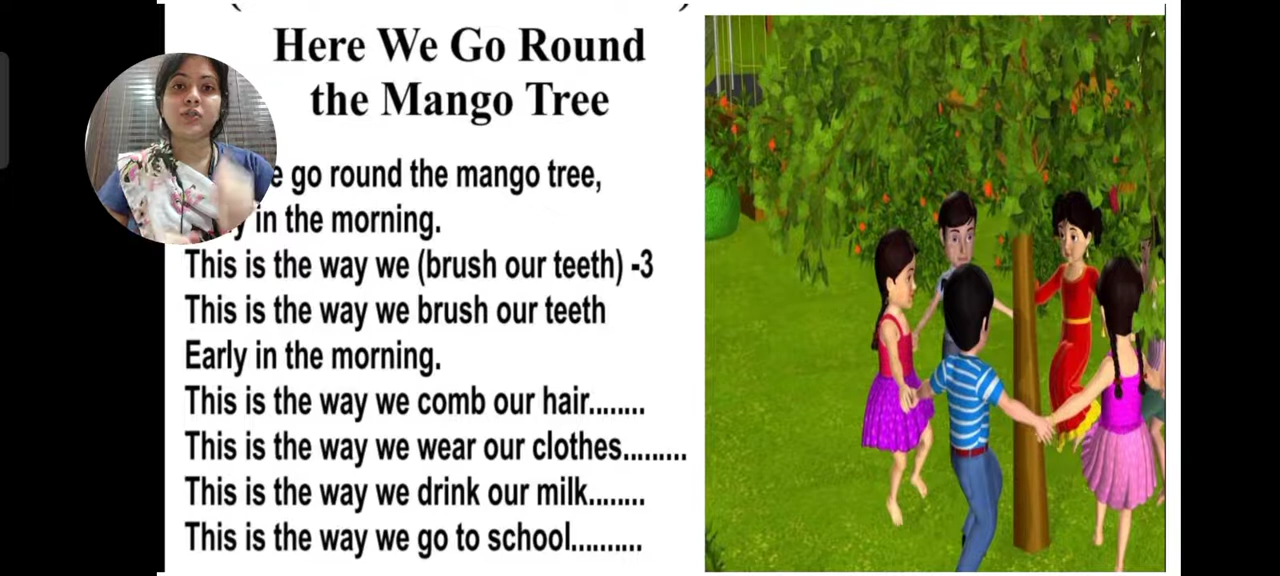 Here We Go Round
the Mango Tree
go round the mango tree,
in the morning.
This is the way we (brush our teeth) -3
This is the way we brush our teeth
Early in the morning.
This is the way we comb our hair........
This is the way we wear our clothes.........
This is the way we drink our milk........
This is the way we go to school..........